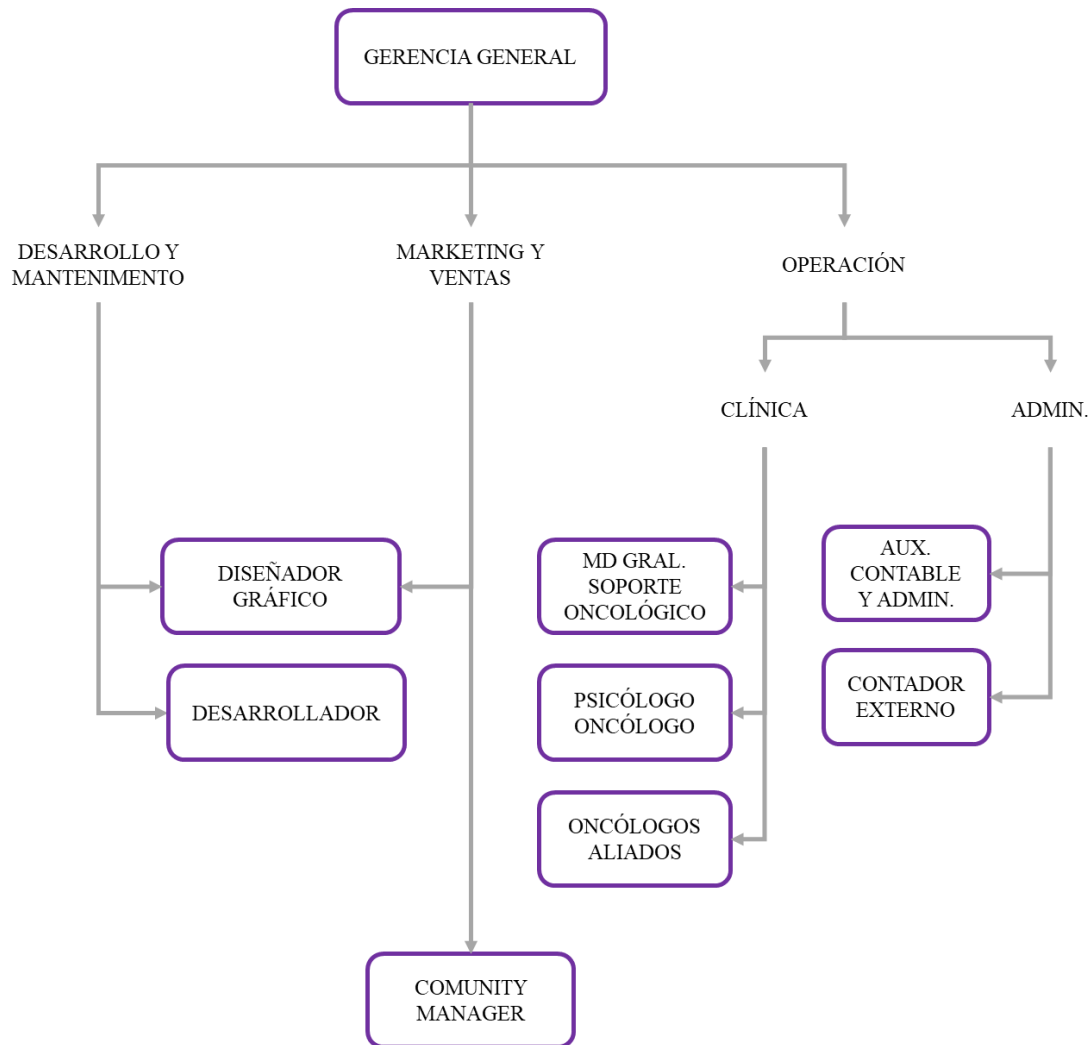 GERENCIA GENERAL
DESARROLLO Y
MANTENIMENTO
MARKETING Y
VENTAS
OPERACIÓN
CLÍNICA
ADMIN.
DISEÑADOR
GRÁFICO
MD GRAL.
SOPORTE
ONCOLÓGICO
AUX.
CONTABLE
Y ADMIN.
DESARROLLADOR
PSICÓLOGO
ONCÓLOGO
CONTADOR
EXTERNO
ONCÓLOGOS
ALIADOS
COMUNITY
MANAGER